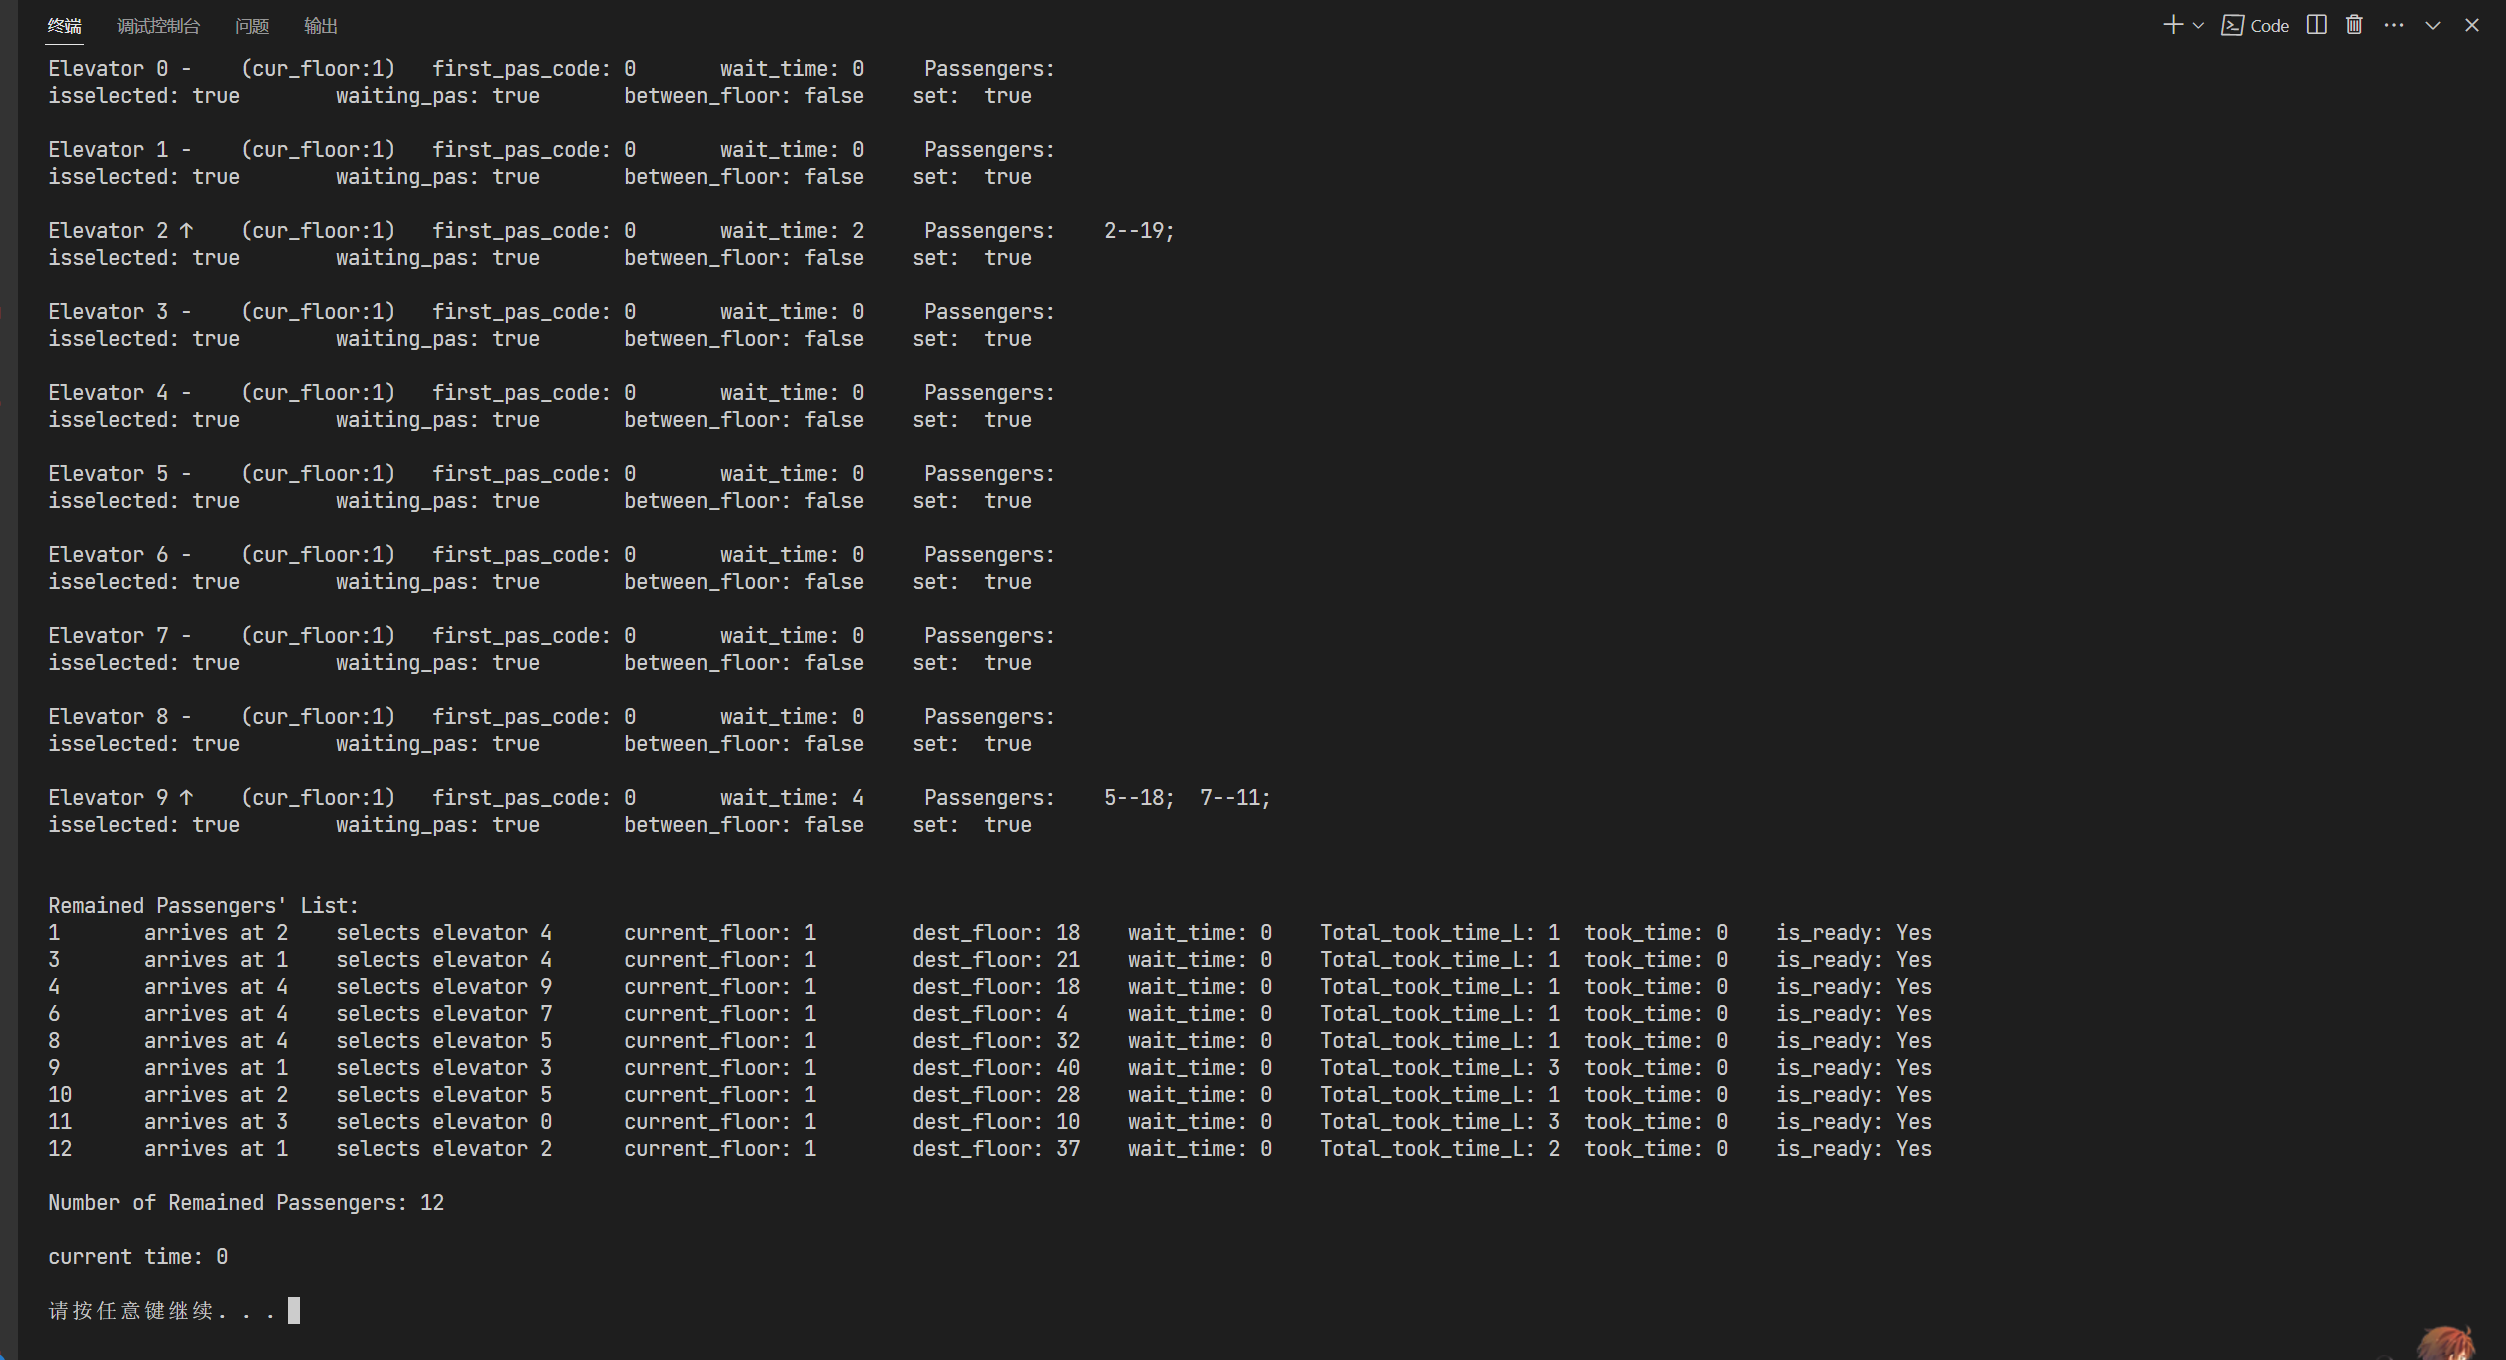 终端 调试控制台 问题 输出 Code
Elevator 0 - (cur_floor:1) first_pas_code: 0 wait_time: 0 Passengers:
isselected: true waiting_pas: true between_floor: false set: true
Elevator 1 - (cur_floor:1) first_pas_code: 0 wait_time: 0 Passengers:
isselected: true waiting_pas: true between_floor: false set: true
Elevator 2 ↑ (cur_floor:1) first_pas_code: 0 wait_time: 2 Passengers: 2--19;
isselected: true waiting_pas: true between_floor: false set: true
Elevator 3 - (cur_floor:1) first_pas_code: 0 wait_time: 0 Passengers:
isselected: true waiting_pas: true between_floor: false set: true
Elevator 4 - (cur_floor:1) first_pas_code: 0 wait_time: 0 Passengers:
isselected: true waiting_pas: true between_floor: false set: true
Elevator 5 - (cur_floor:1) first_pas_code: 0 wait_time: 0 Passengers:
isselected: true waiting_pas: true between_floor: false set: true
Elevator 6 - (cur_floor:1) first_pas_code: 0 wait_time: 0 Passengers:
isselected: true waiting_pas: true between_floor: false set: true
Elevator 7 - (cur_floor:1) first_pas_code: 0 wait_time: 0 Passengers:
isselected: true waiting_pas: true between_floor: false set: true
Elevator 8 - (cur_floor:1) first_pas_code: 0 wait_time: 0 Passengers:
isselected: true waiting_pas: true between_floor: false set: true
Elevator 9 ↑ (cur_floor:1) first_pas_code: 0 wait_time: 4 Passengers: 5--18; 7--11;
isselected: true waiting_pas: true between_floor: false set: true
Remained Passengers' List:
1 arrives at 2 selects elevator 4 current_floor: 1 dest_floor: 18 wait_time: 0 Total_took_time_L: 1 took_time: 0 is_ready: Yes
3 arrives at 1 selects elevator 4 current_floor: 1 dest_floor: 21 wait_time: 0 Total_took_time_L: 1 took_time: 0 is_ready: Yes
4 arrives at 4 selects elevator 9 current_floor: 1 dest_floor: 18 wait_time: 0 Total_took_time_L: 1 took_time: 0 is_ready: Yes
6 arrives at 4 selects elevator 7 current_floor: 1 dest_floor: 4 wait_time: 0 Total_took_time_L: 1 took_time: 0 is_ready: Yes
8 arrives at 4 selects elevator 5 current_floor: 1 dest_floor: 32 wait_time: 0 Total_took_time_L: 1 took_time: 0 is_ready: Yes
9 arrives at 1 selects elevator 3 current_floor: 1 dest_floor: 40 wait_time: 0 Total_took_time_L: 3 took_time: 0 is_ready: Yes
10 arrives at 2 selects elevator 5 current_floor: 1 dest_floor: 28 wait_time: 0 Total_took_time_L: 1 took_time: 0 is_ready: Yes
11 arrives at 3 selects elevator 0 current_floor: 1 dest_floor: 10 wait_time: 0 Total_took_time_L: 3 took_time: 0 is_ready: Yes
12 arrives at 1 selects elevator 2 current_floor: 1 dest_floor: 37 wait_time: 0 Total_took_time_L: 2 took_time: 0 is_ready: Yes
Number of Remained Passengers: 12
current time: 0
请按任意键继续. . .